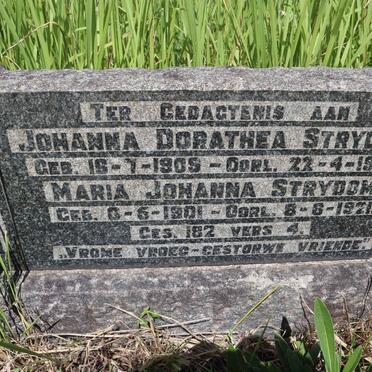 TER GEDAGTENIS AAN
JOHANNA DORATHEA STRYD
GEB. 16-7-1905 - OORL. 22-4-19
MARIA JOHANNA STRYDOM
GEB. 6-6-1901 - OORL. 8-6-1921
GES. 182 VERS 4.
„VROME VROEG-GESTORWE VRIENDE"